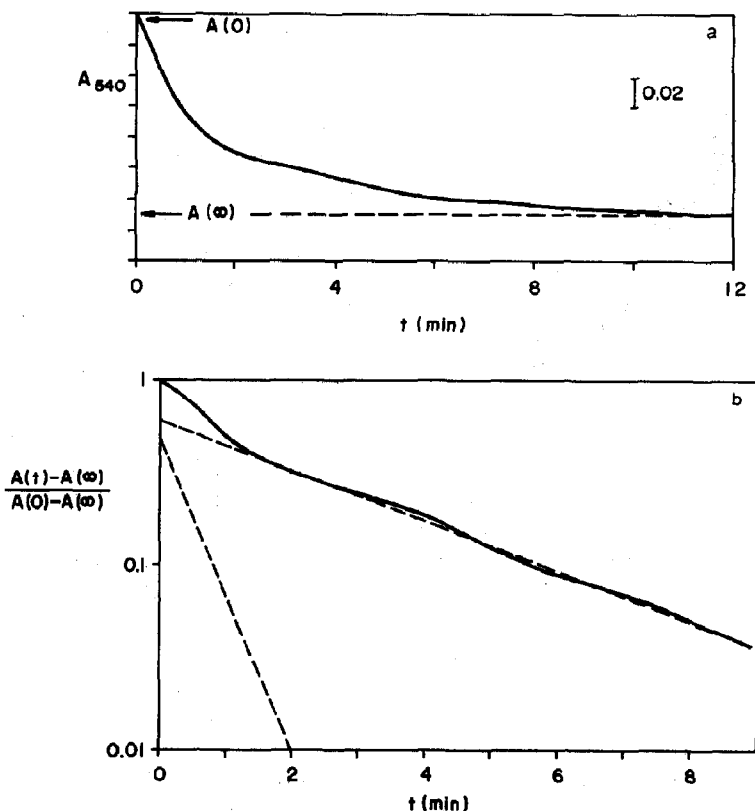 A(0)
a
A540
0.02
A(∞)
0 4 8 12
t (min)
1
b
A(t)-A(∞)
A(0)-A(∞)
0.1
0.01
0 2 4 6 8
t(min)